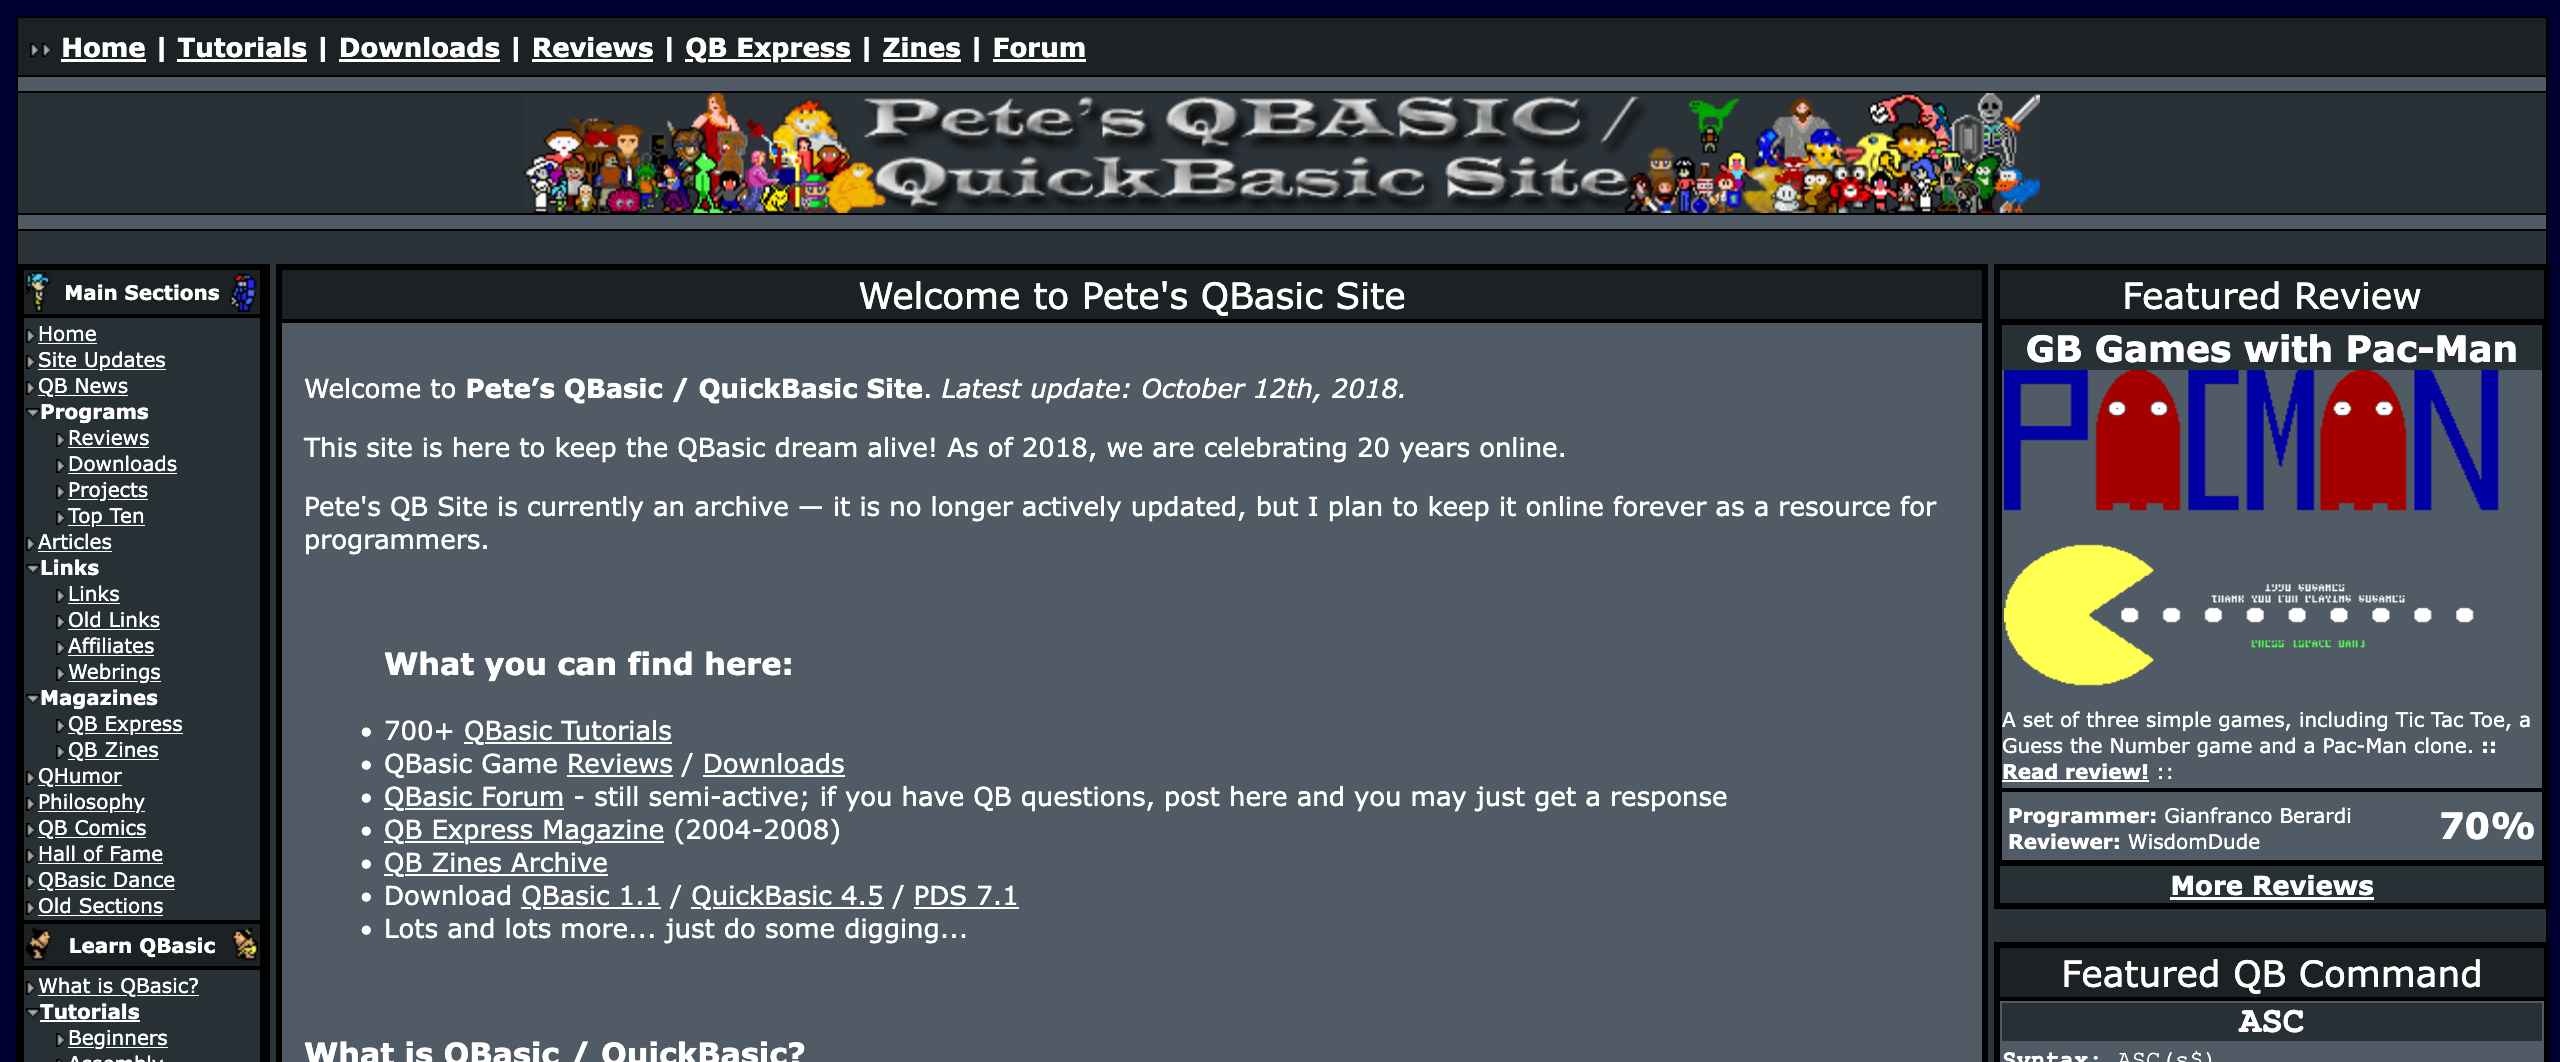 Home | Tutorials | Downloads | Reviews | QB Express | Zines | Forum
Pete's QBASIC /
QuickBasic Site
Main Sections
Home
Site Updates
QB News
Programs
Reviews
Downloads
Projects
Top Ten
Articles
Links
Links
Old Links
Affiliates
Webrings
Magazines
QB Express
QB Zines
QHumor
Philosophy
QB Comics
Hall of Fame
QBasic Dance
Old Sections
Learn QBasic
What is QBasic?
Tutorials
Beginners
Assembly
Welcome to Pete's QBasic Site
Welcome to Pete’s QBasic / QuickBasic Site. Latest update: October 12th, 2018.
This site is here to keep the QBasic dream alive! As of 2018, we are celebrating 20 years online.
Pete's QB Site is currently an archive — it is no longer actively updated, but I plan to keep it online forever as a resource for
programmers.
What you can find here:
• 700+ QBasic Tutorials
• QBasic Game Reviews / Downloads
• QBasic Forum - still semi-active; if you have QB questions, post here and you may just get a response
• QB Express Magazine (2004-2008)
• QB Zines Archive
• Download QBasic 1.1 / QuickBasic 4.5 / PDS 7.1
• Lots and lots more... just do some digging...
What is QBasic / QuickBasic?
Featured Review
GB Games with Pac-Man
PACMAN
1998 GBGAMES
THANK YOU FOR PLAYING GBGAMES
PRESS [SPACE BAR]
A set of three simple games, including Tic Tac Toe, a
Guess the Number game and a Pac-Man clone. ::
Read review! ::
Programmer: Gianfranco Berardi
Reviewer: WisdomDude
70%
More Reviews
Featured QB Command
ASC
Syntax: ASC(s$)